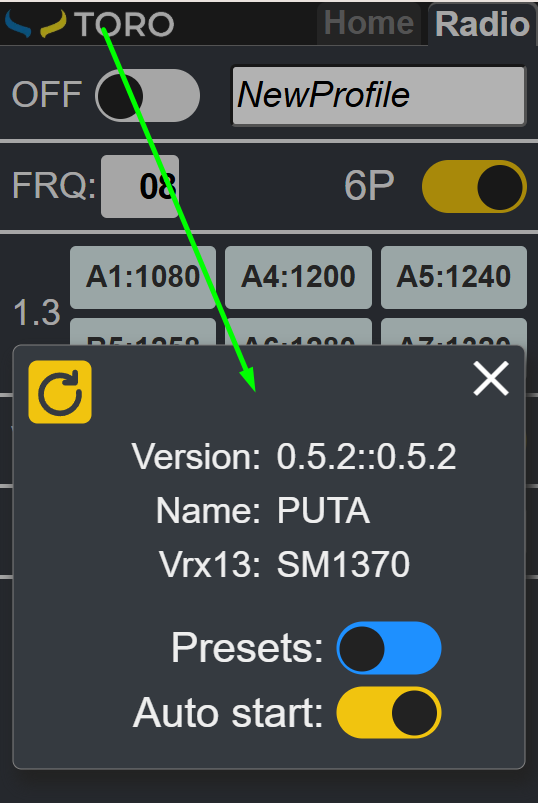 TORO Home Radio
OFF NewProfile
FRQ: 08 6P
A1:1080 A4:1200 A5:1240
1.3
Version: 0.5.2::0.5.2
Name: PUTA
Vrx13: SM1370
Presets:
Auto start: